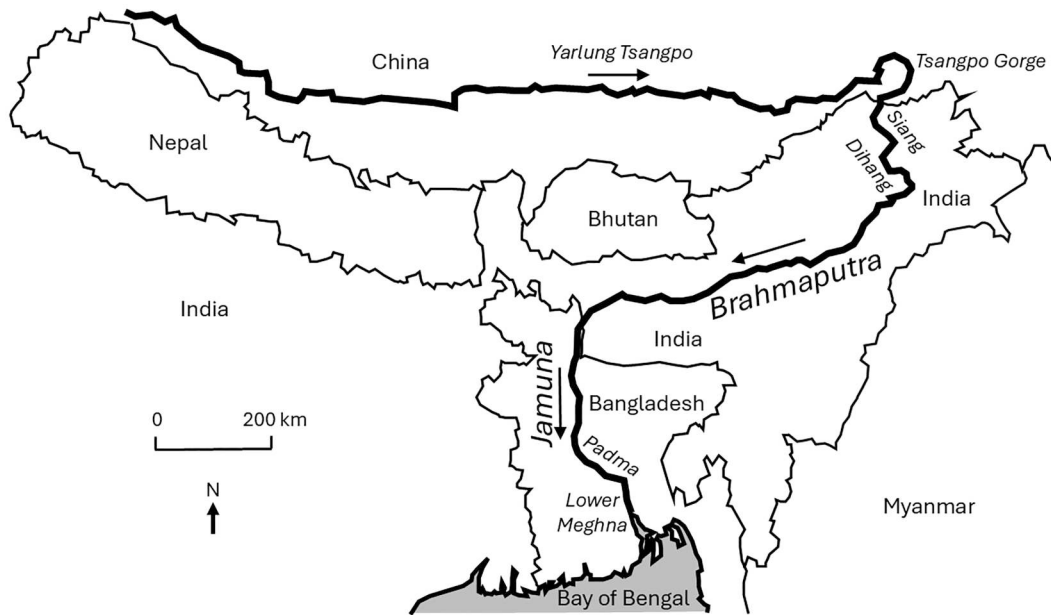 China
Yarlung Tsangpo
Tsangpo Gorge
Nepal
Siang
Dihang
India
Bhutan
Brahmaputra
India
India
Jamuna
Bangladesh
0 200 km
Padma
N
Lower
Meghna
Myanmar
Bay of Bengal